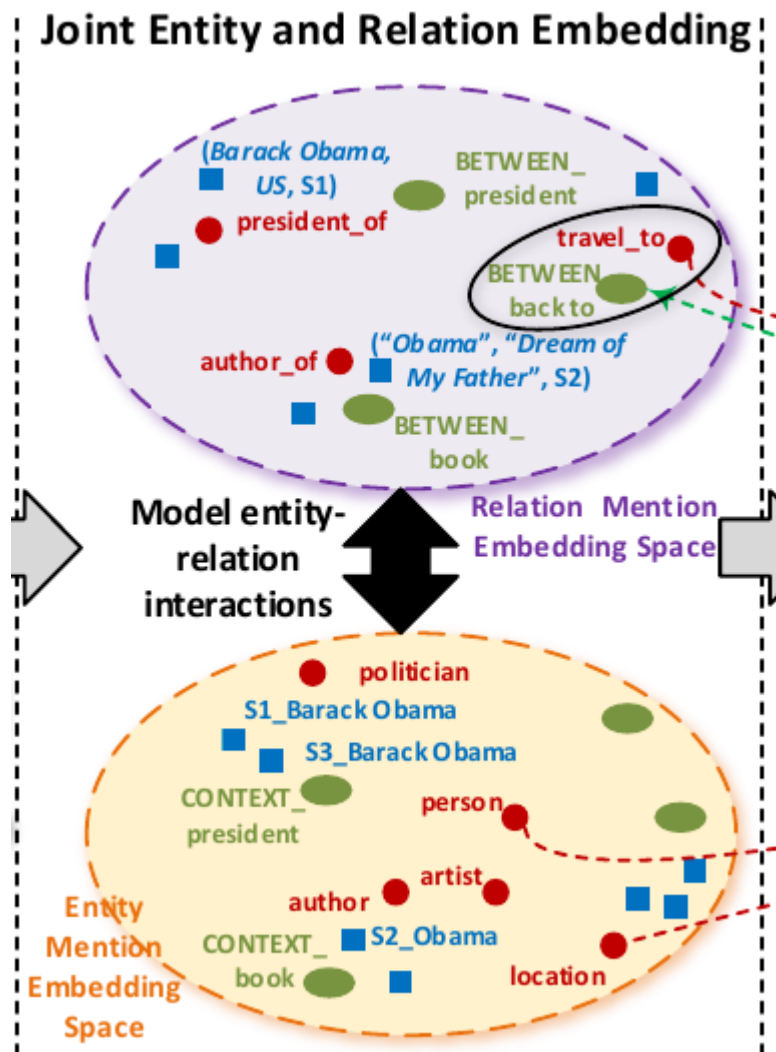 Joint Entity and Relation Embedding
(Barack Obama,
US, S1)
BETWEEN_
president
president_of
travel_to
BETWEEN
back to
author_of
("Obama", "Dream of
My Father", S2)
BETWEEN_
book
Model entity-
relation
interactions
Relation Mention
Embedding Space
politician
S1_Barack Obama
S3_Barack Obama
CONTEXT_
president
person
artist
author
S2_Obama
CONTEXT_
book
location
Entity
Mention
Embedding
Space